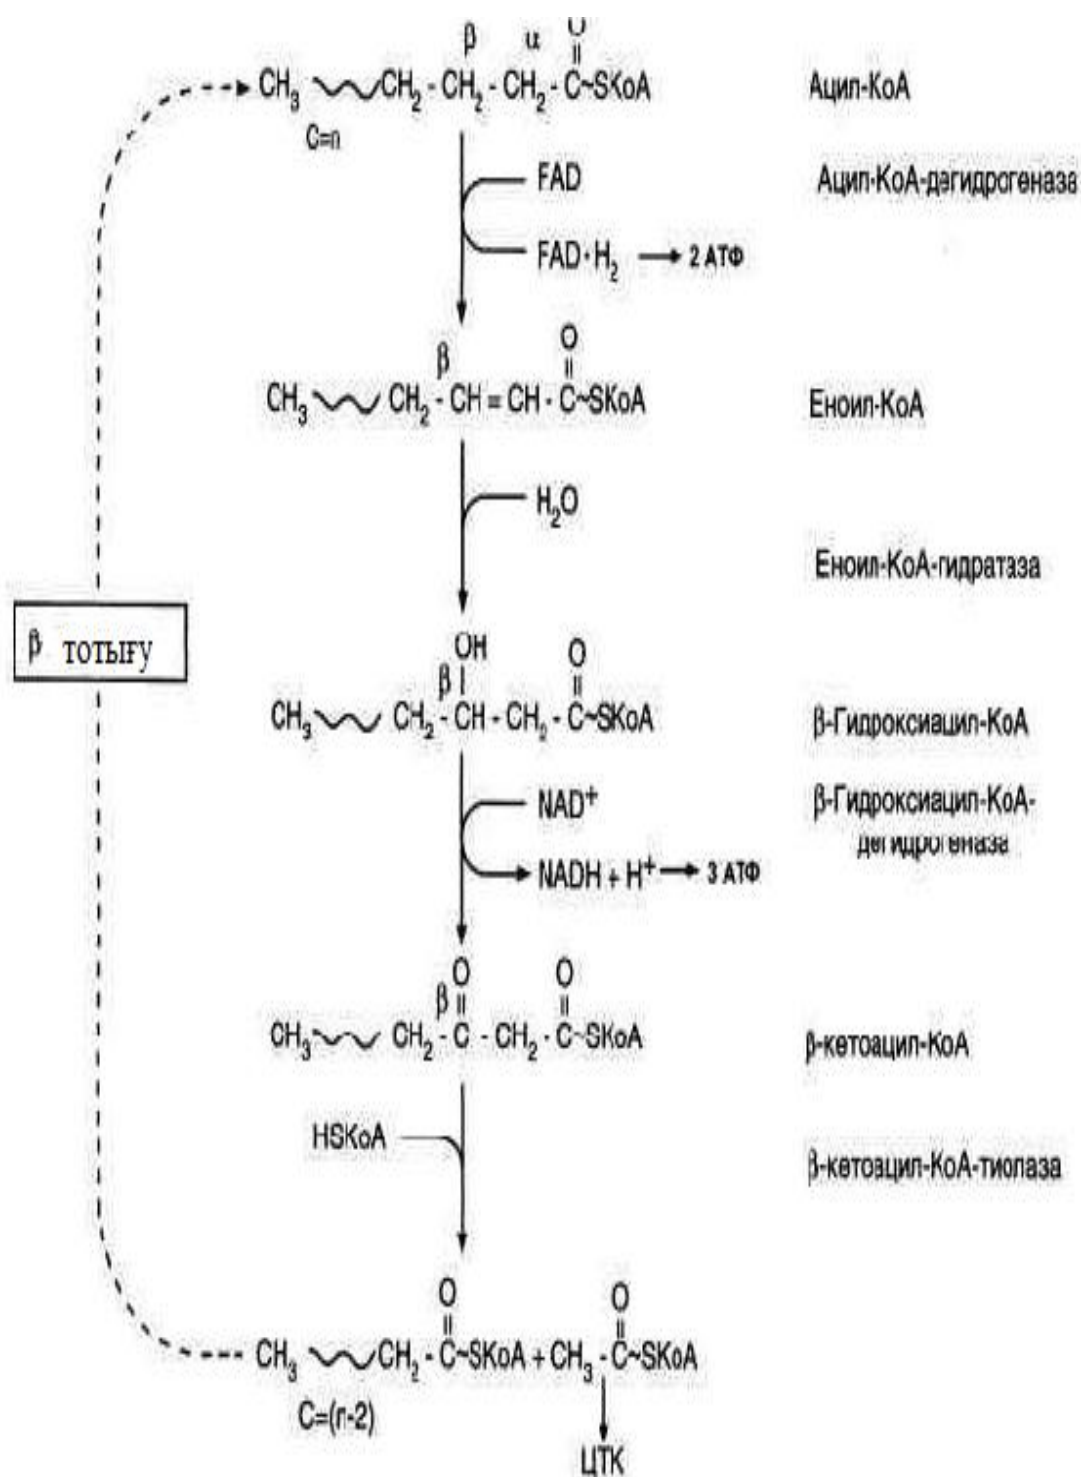 β α O
CH₃ CH₂ - CH₂ - CH₂ - C~SKoA Ацил-КоА
C=n
FAD Ацил-КоА-дегидрогеназа
FAD·H₂ → 2 АТФ
O
β
CH₃ CH₂ - CH = CH - C~SKoA Еноил-КоА
H₂O
Еноил-КоА-гидратаза
β тотығу
OH O
β
CH₃ CH₂ - CH - CH₂ - C~SKoA β-Гидроксиацил-КоА
NAD⁺ β-Гидроксиацил-КоА-
дегидрогеназа
NADH + H⁺ → 3 АТФ
O O
β
CH₃ CH₂ - C - CH₂ - C~SKoA β-кетоацил-КоА
HSKoA
β-кетоацил-КоА-тиолаза
O O
CH₃ CH₂ - C~SKoA + CH₃ - C~SKoA
C=(n-2)
ЦТК